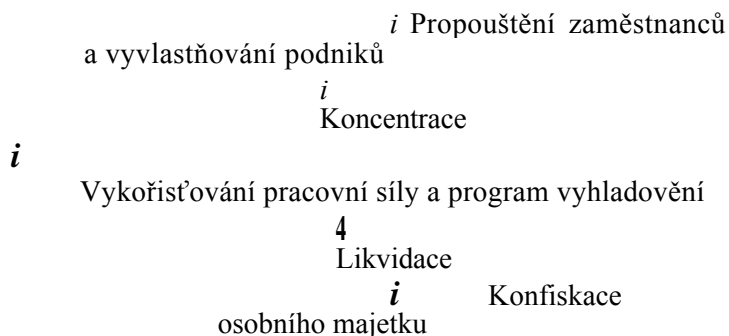 i Propouštění zaměstnanců
a vyvlastňování podniků
i
Koncentrace
i
Vykořisťování pracovní síly a program vyhladovění
4
Likvidace
i Konfiskace
osobního majetku